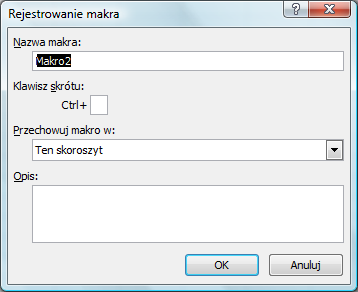 Rejestrowanie makra
Nazwa makra:
Makro2
Klawisz skrótu:
Ctrl+
Przechowuj makro w:
Ten skoroszyt
Opis:
OK Anuluj